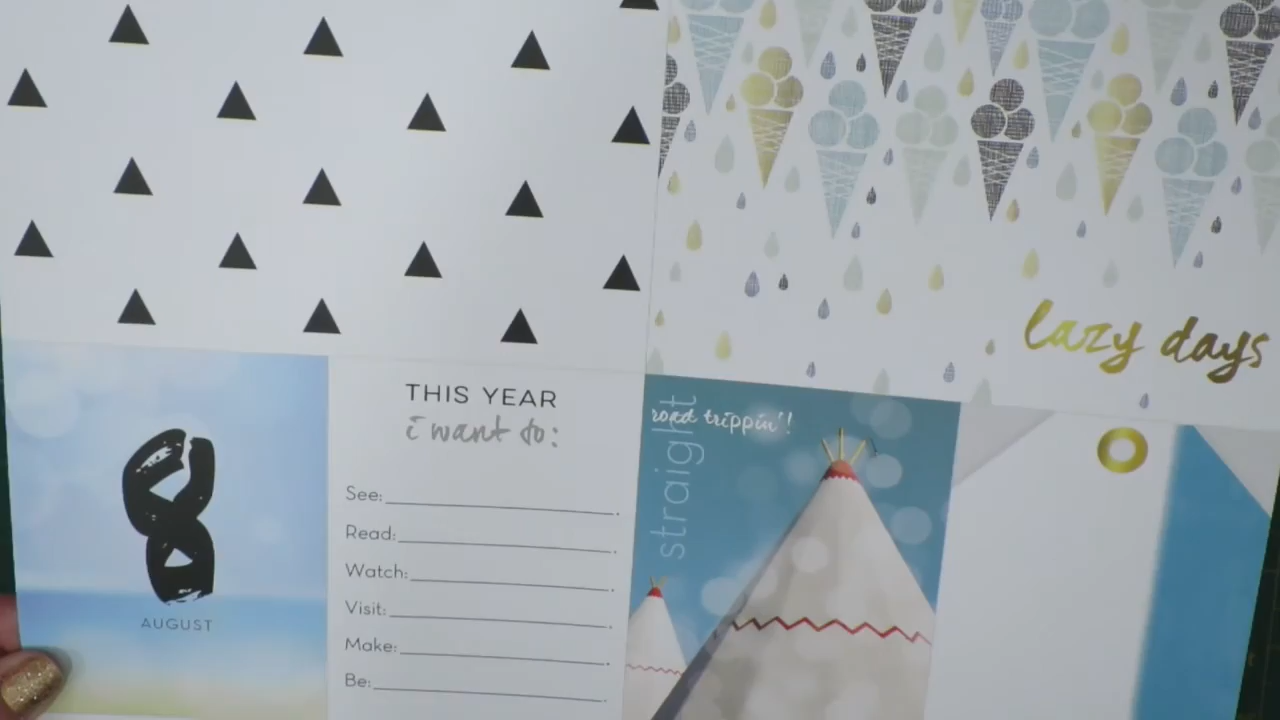 lazy days
8
AUGUST
THIS YEAR
i want to:
See:
Read:
Watch:
Visit:
Make:
Be:
road trippin'!
straight